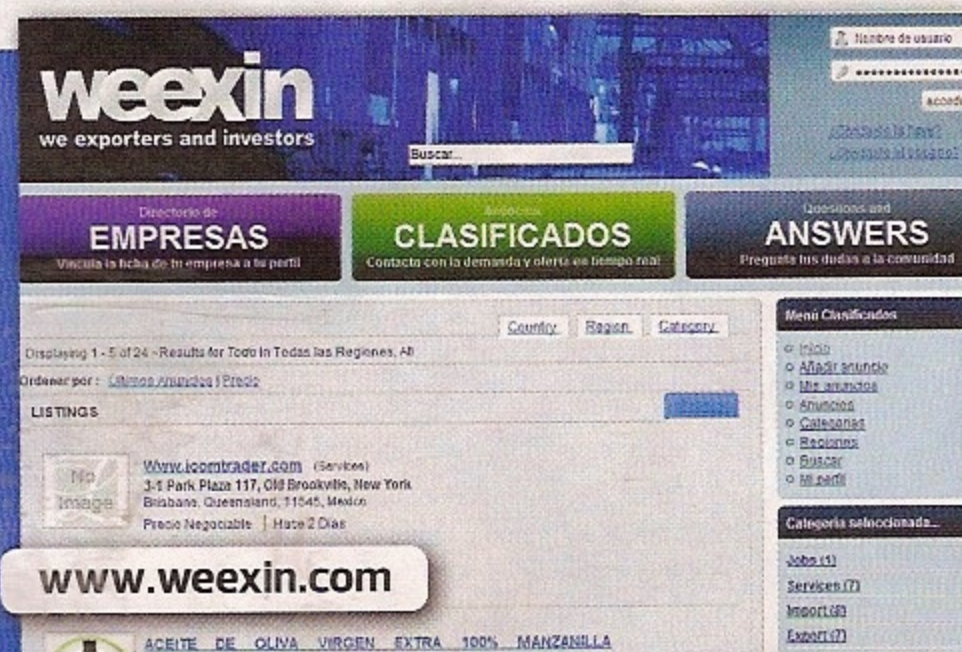 weexin
we exporters and investors
Buscar...
Nombre de usuario
Directorio de
EMPRESAS
Vincula la ficha de tu empresa a tu perfil
CLASIFICADOS
Contacta con la demanda y oferta en tiempo real
Questions and
ANSWERS
Pregunta tus dudas a la comunidad
Country Region Category
Displaying 1 - 5 of 24 - Results for Todo in Todas las Regiones, All
Ordenar por : Últimos Anuncios | Precio
LISTINGS
No
Image
Www.icomtrader.com (Services)
3-1 Park Plaza 117, Old Brookville, New York
Brisbane, Queensland, 11545, Mexico
Precio Negociable | Hace 2 Dias
www.weexin.com
ACEITE DE OLIVA VIRGEN EXTRA 100% MANZANILLA
Menú Clasificados
Inicio
Añadir anuncio
Mis anuncios
Anuncios
Categorias
Regiones
Buscar
Mi perfil
Categoria seleccionada...
Jobs (1)
Services (7)
Import (8)
Export (7)